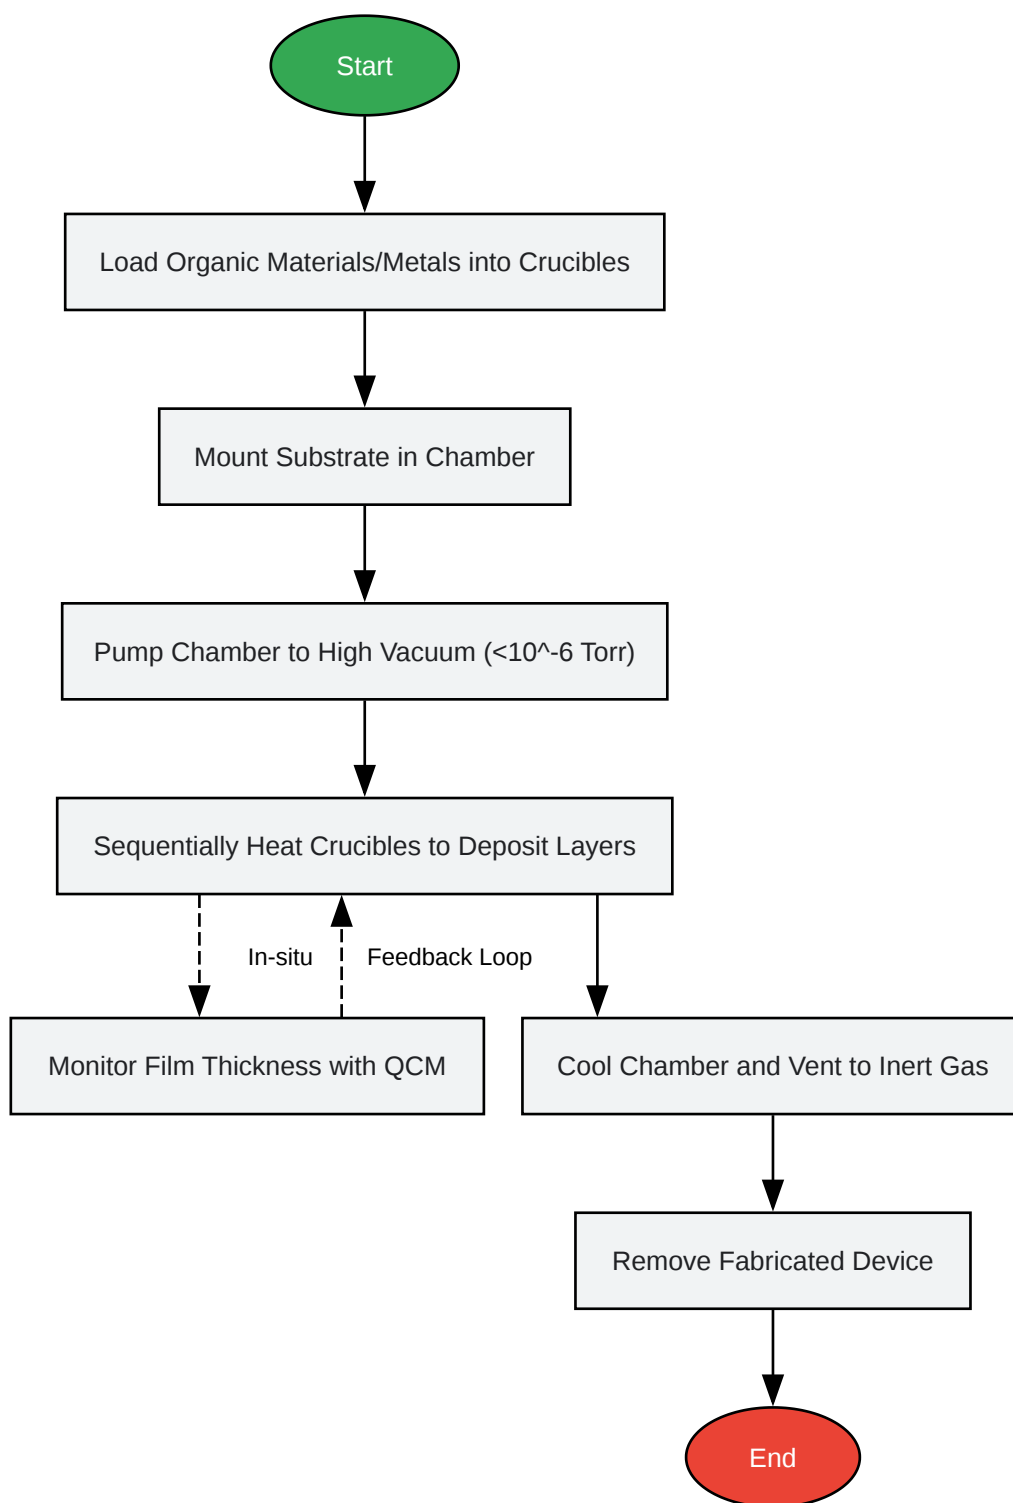 Start
Load Organic Materials/Metals into Crucibles
Mount Substrate in Chamber
Pump Chamber to High Vacuum (<10^-6 Torr)
Sequentially Heat Crucibles to Deposit Layers
In-situ
Feedback Loop
Monitor Film Thickness with QCM
Cool Chamber and Vent to Inert Gas
Remove Fabricated Device
End